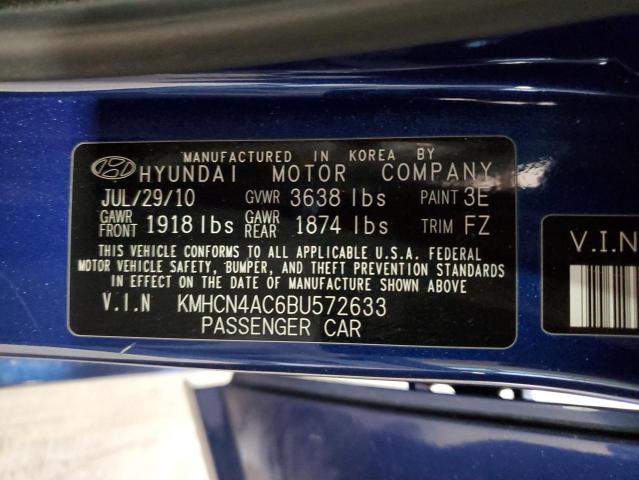 MANUFACTURED IN KOREA BY
HYUNDAI MOTOR COMPANY
JUL/29/10 GVWR 3638 lbs PAINT 3E
GAWR FRONT 1918 lbs GAWR REAR 1874 lbs TRIM FZ
THIS VEHICLE CONFORMS TO ALL APPLICABLE U.S.A. FEDERAL
MOTOR VEHICLE SAFETY, BUMPER, AND THEFT PREVENTION STANDARDS
IN EFFECT ON THE DATE OF MANUFACTURE SHOWN ABOVE.
V.I.N KMHCN4AC6BU572633
PASSENGER CAR
V.I.N